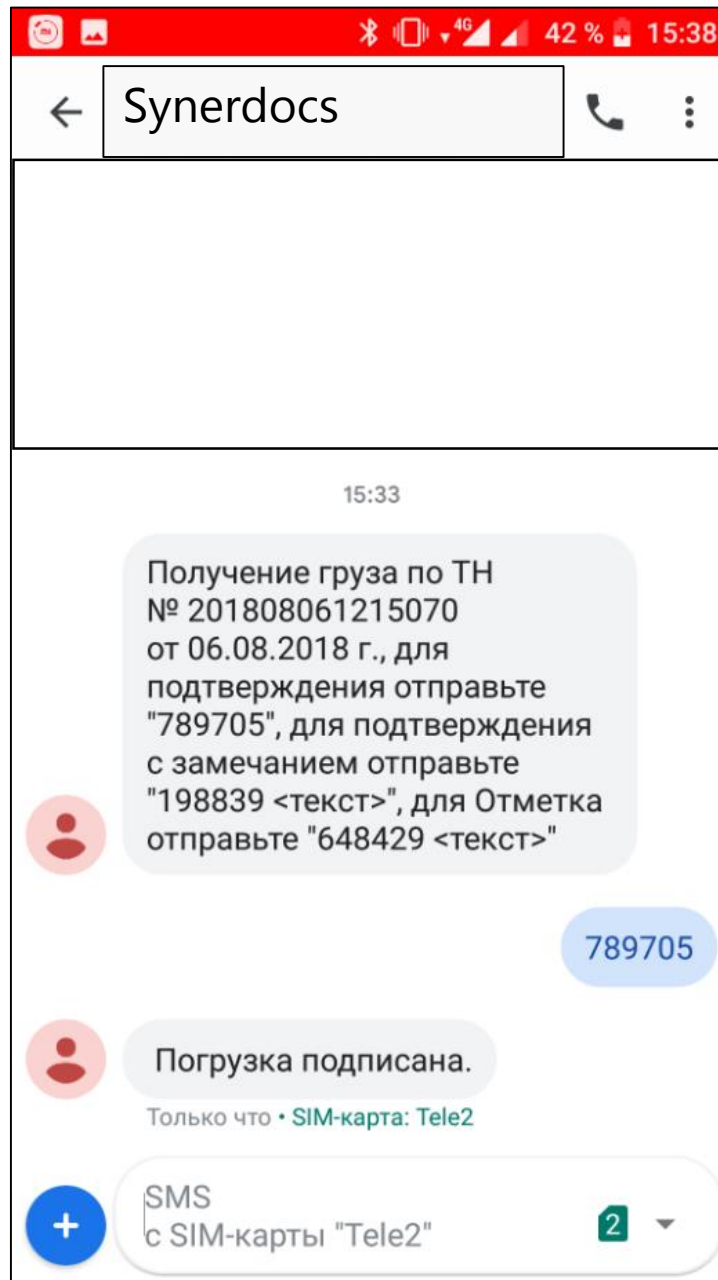 4G 42 % 15:38
Synerdocs
15:33
Получение груза по ТН
№ 201808061215070
от 06.08.2018 г., для
подтверждения отправьте
"789705", для подтверждения
с замечанием отправьте
"198839 <текст>", для Отметка
отправьте "648429 <текст>"
789705
Погрузка подписана.
Только что • SIM-карта: Tele2
SMS
с SIM-карты "Tele2"
2